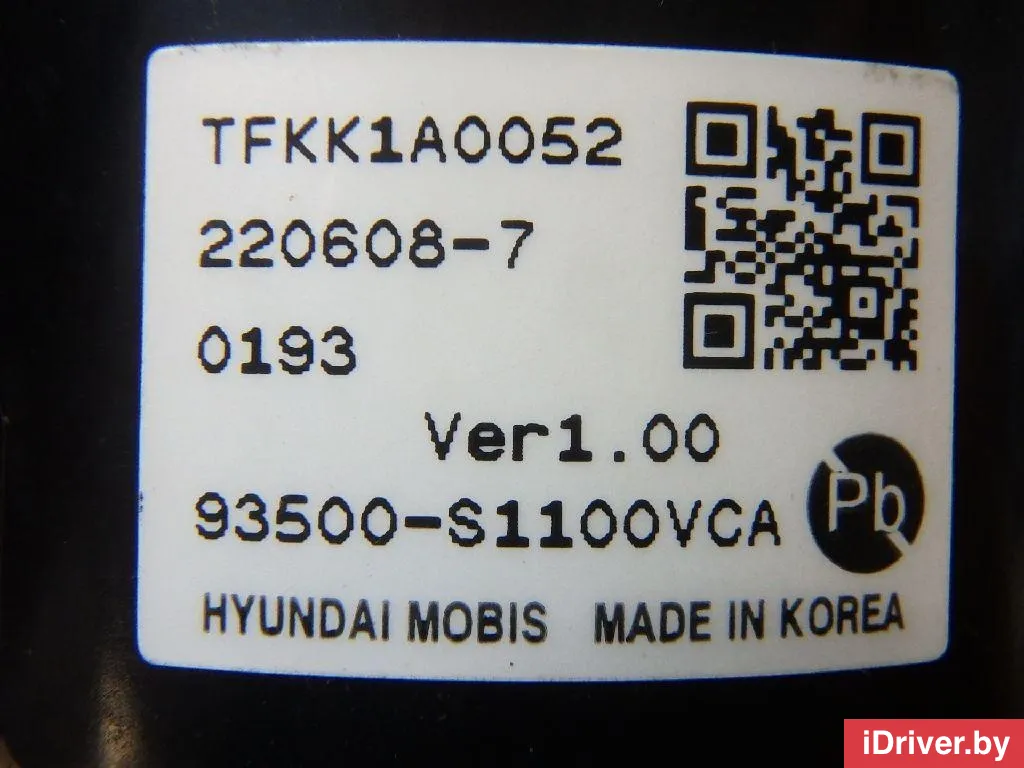 TFKK1A0052
220608-7
0193
Ver1.00
93500-S1100VCA
Pb
HYUNDAI MOBIS MADE IN KOREA
iDriver.by